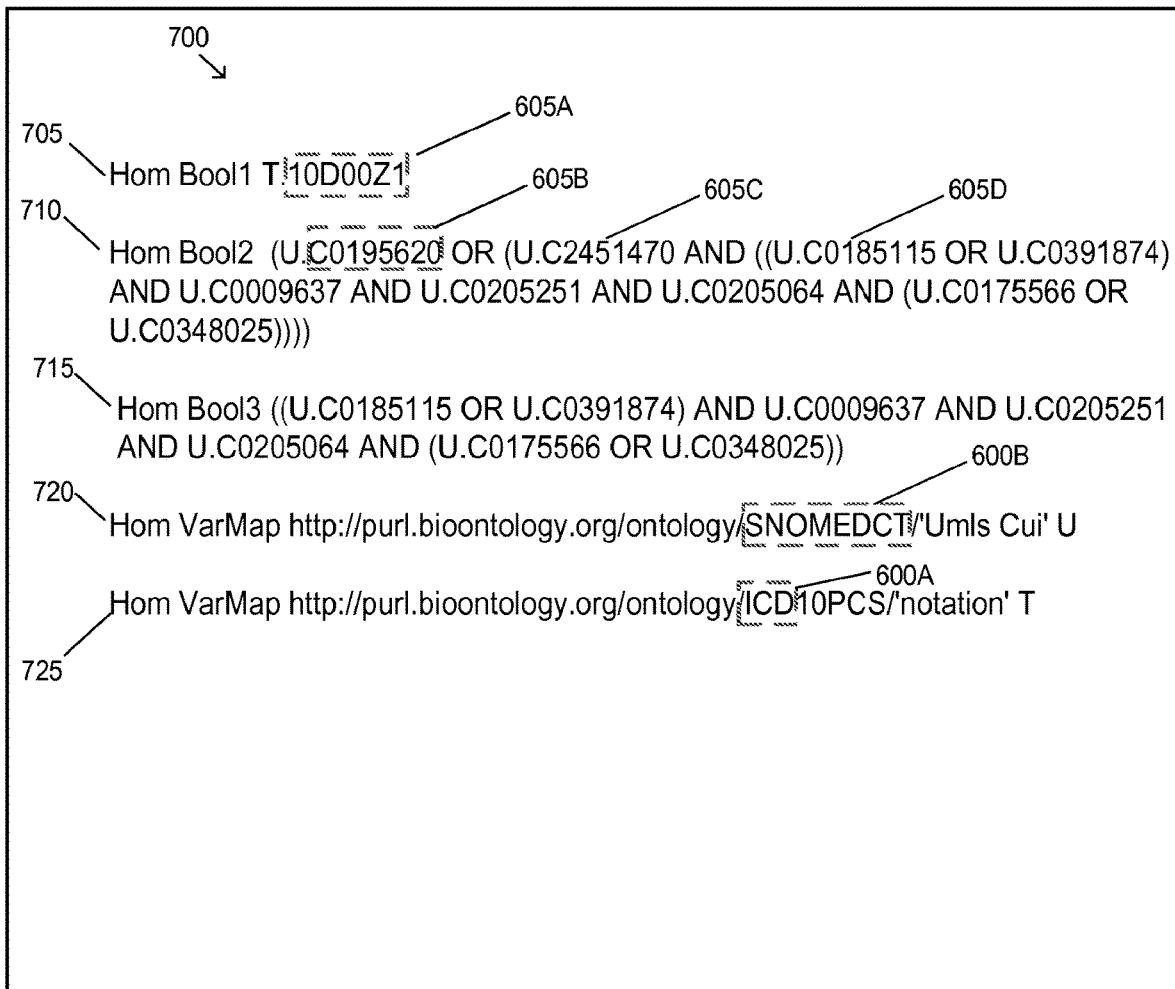 700
605A
705
Hom Bool1 T.10D00Z1
605B
605C
605D
710
Hom Bool2 (U.C0195620 OR (U.C2451470 AND ((U.C0185115 OR U.C0391874)
AND U.C0009637 AND U.C0205251 AND U.C0205064 AND (U.C0175566 OR
U.C0348025))))
715
Hom Bool3 ((U.C0185115 OR U.C0391874) AND U.C0009637 AND U.C0205251
AND U.C0205064 AND (U.C0175566 OR U.C0348025))
600B
720
Hom VarMap http://purl.bioontology.org/ontology/SNOMEDCT/'Umls Cui' U
600A
Hom VarMap http://purl.bioontology.org/ontology/ICD10PCS/'notation' T
725